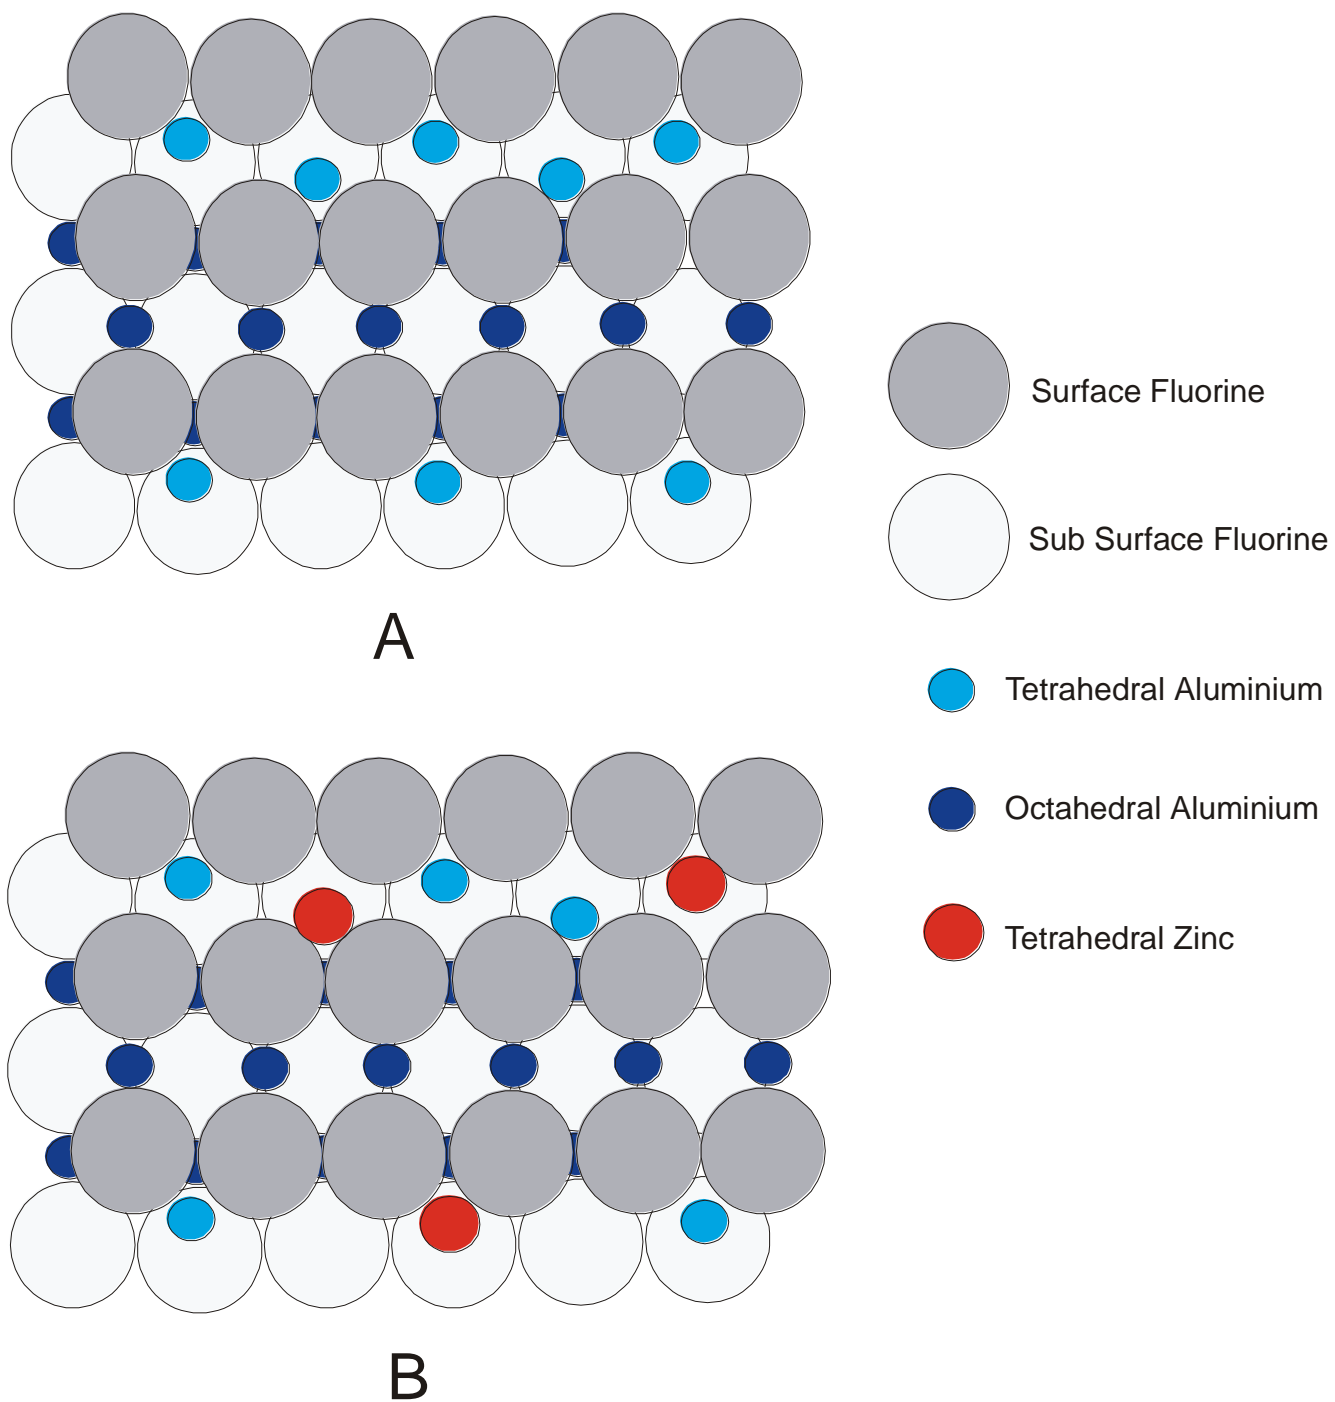 Surface Fluorine
Sub Surface Fluorine
A
Tetrahedral Aluminium
Octahedral Aluminium
Tetrahedral Zinc
B